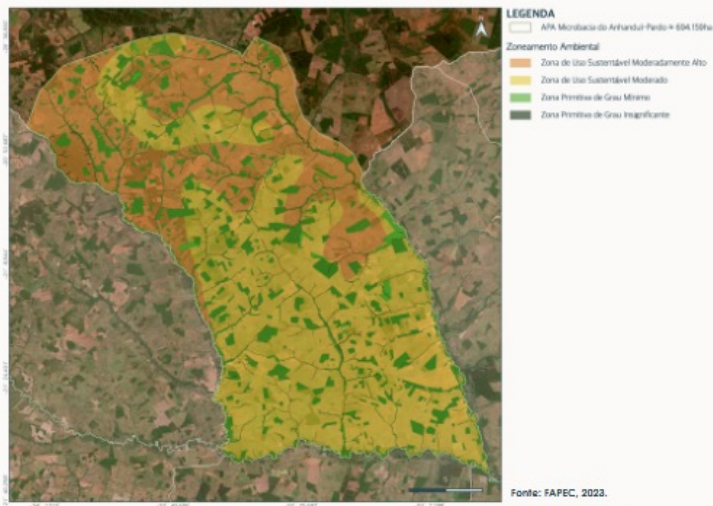 LEGENDA
APA Microbacia do Anhanduí-Pardo = 694.159ha
Zoneamento Ambiental
Zona de Uso Sustentável Moderadamente Alto
Zona de Uso Sustentável Moderado
Zona Primitiva de Grau Mínimo
Zona Primitiva de Grau Insignificante
Fonte: FAPEC, 2023.